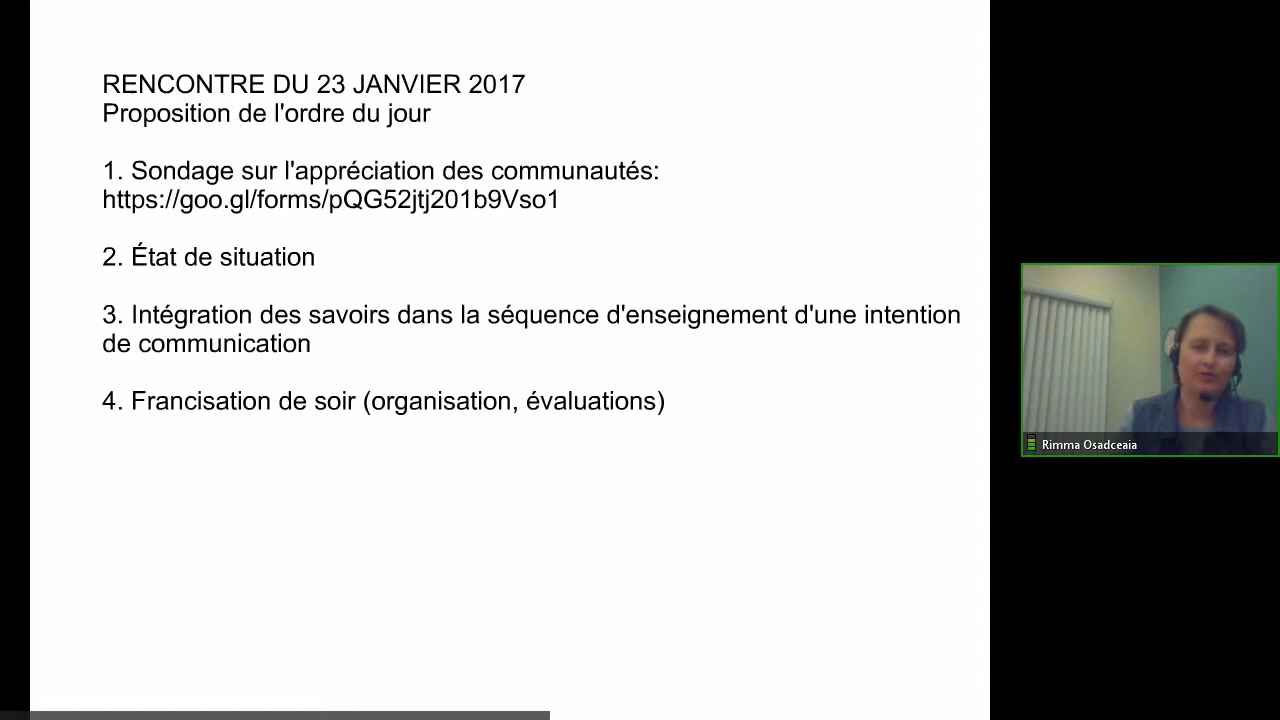 RENCONTRE DU 23 JANVIER 2017
Proposition de l'ordre du jour
1. Sondage sur l'appréciation des communautés:
https://goo.gl/forms/pQG52jtj201b9Vso1
2. État de situation
3. Intégration des savoirs dans la séquence d'enseignement d'une intention
de communication
4. Francisation de soir (organisation, évaluations)
Rimma Osadceaia